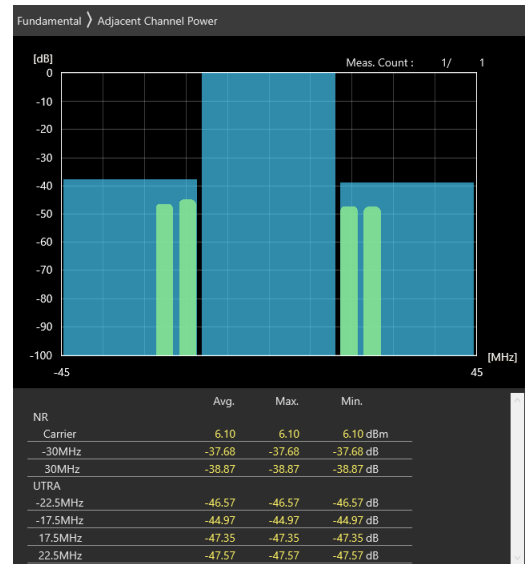 Fundamental 〉 Adjacent Channel Power
[dB] Meas. Count : 1/ 1
0
-10
-20
-30
-40
-50
-60
-70
-80
-90
-100 [MHz]
-45 45
Avg. Max. Min.
NR
Carrier 6.10 6.10 6.10 dBm
-30MHz -37.68 -37.68 -37.68 dB
30MHz -38.87 -38.87 -38.87 dB
UTRA
-22.5MHz -46.57 -46.57 -46.57 dB
-17.5MHz -44.97 -44.97 -44.97 dB
17.5MHz -47.35 -47.35 -47.35 dB
22.5MHz -47.57 -47.57 -47.57 dB